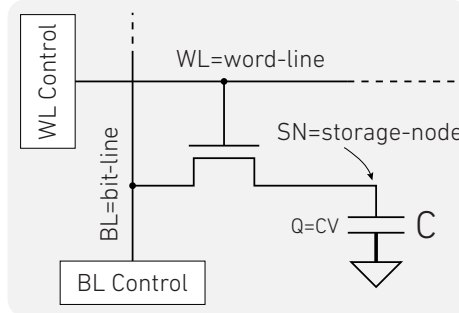 WL Control
WL=word-line
BL=bit-line
SN=storage-node
Q=CV
C
BL Control